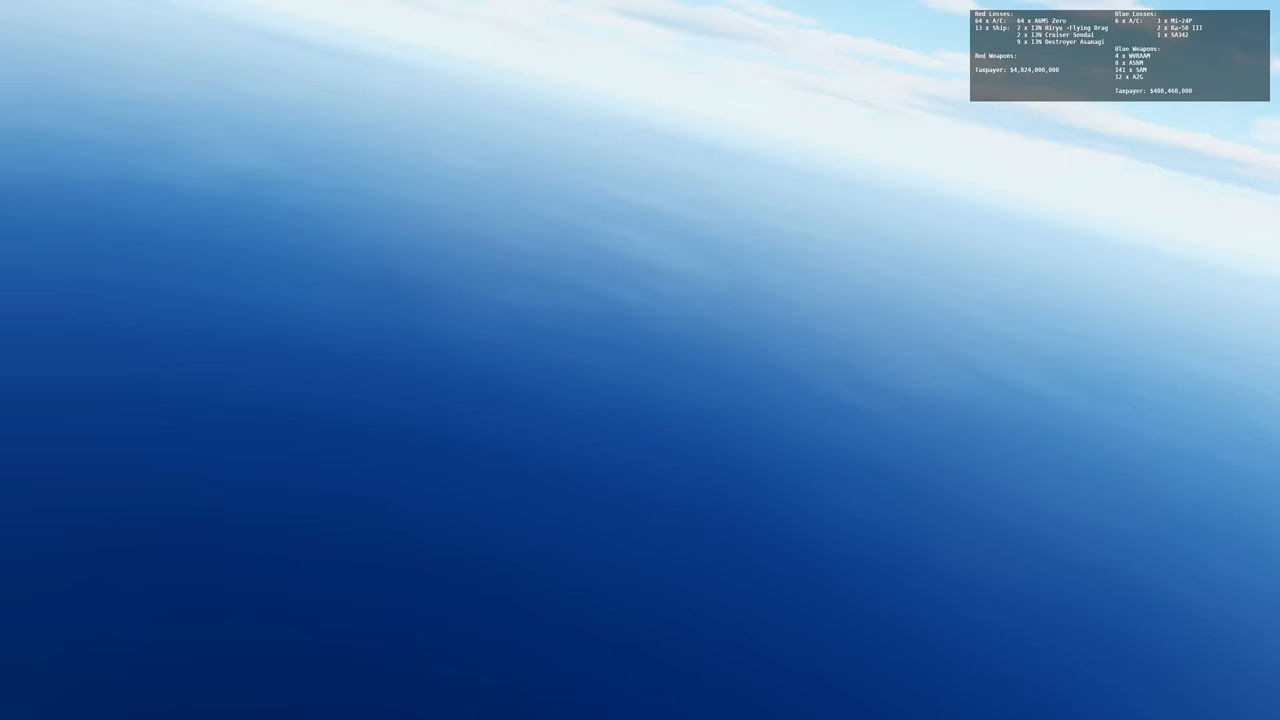 Red Losses:
64 x A/C: 64 x A6M5 Zero
13 x Ship: 2 x IJN Hiryu -Flying Drag
2 x IJN Cruiser Sendai
9 x IJN Destroyer Asanagi
Red Weapons:
Taxpayer: $4,824,000,000
Blue Losses:
6 x A/C: 3 x Mi-24P
2 x Ka-50 III
1 x SA342
Blue Weapons:
4 x WVRAAM
8 x AShM
141 x SAM
12 x A2G
Taxpayer: $408,460,000